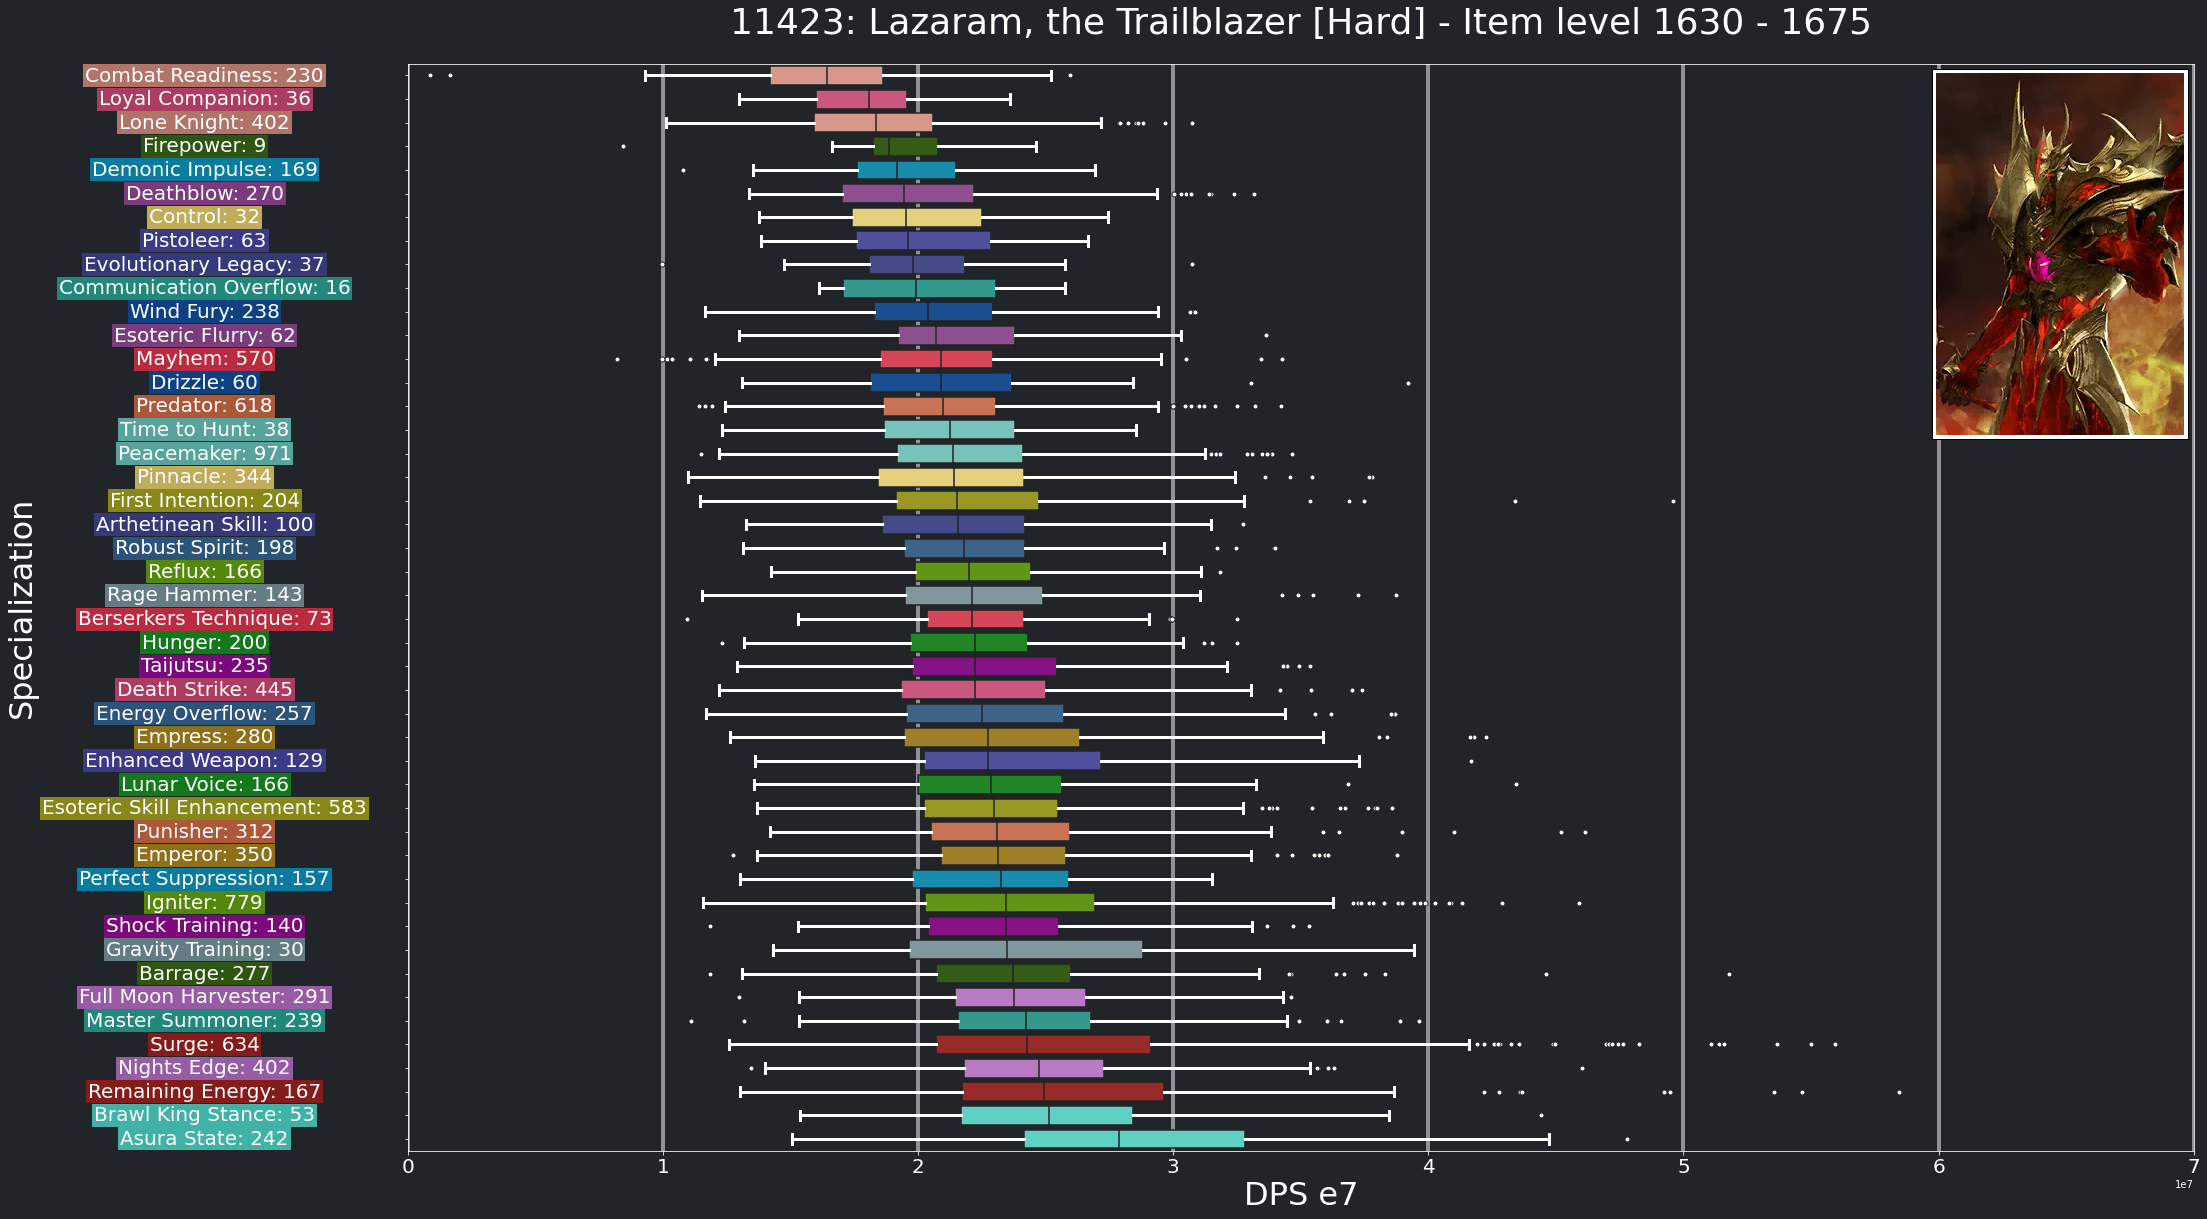 11423: Lazaram, the Trailblazer [Hard] - Item level 1630 - 1675
Combat Readiness: 230
Loyal Companion: 36
Lone Knight: 402
Firepower: 9
Demonic Impulse: 169
Deathblow: 270
Control: 32
Pistoleer: 63
Evolutionary Legacy: 37
Communication Overflow: 16
Wind Fury: 238
Esoteric Flurry: 62
Mayhem: 570
Drizzle: 60
Predator: 618
Time to Hunt: 38
Peacemaker: 971
Pinnacle: 344
First Intention: 204
Arthetinean Skill: 100
Robust Spirit: 198
Reflux: 166
Rage Hammer: 143
Berserkers Technique: 73
Hunger: 200
Taijutsu: 235
Death Strike: 445
Energy Overflow: 257
Empress: 280
Enhanced Weapon: 129
Lunar Voice: 166
Esoteric Skill Enhancement: 583
Punisher: 312
Emperor: 350
Perfect Suppression: 157
Igniter: 779
Shock Training: 140
Gravity Training: 30
Barrage: 277
Full Moon Harvester: 291
Master Summoner: 239
Surge: 634
Nights Edge: 402
Remaining Energy: 167
Brawl King Stance: 53
Asura State: 242
Specialization
0 1 2 3 4 5 6 7
DPS e7
1e7